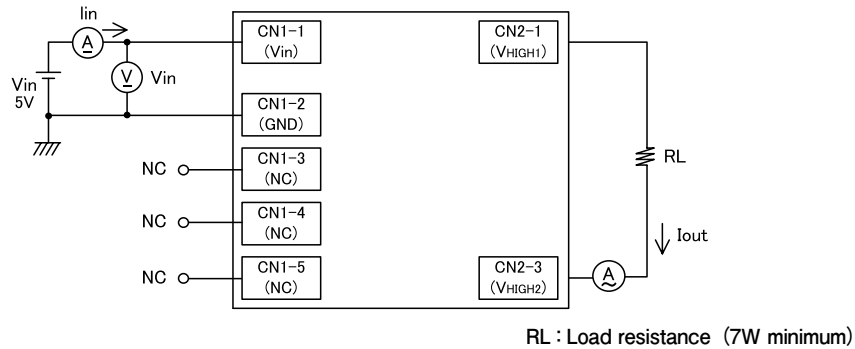 Iin
A
V
Vin
Vin
5V
CN1-1
(Vin)
CN1-2
(GND)
NC
CN1-3
(NC)
NC
CN1-4
(NC)
NC
CN1-5
(NC)
CN2-1
(VHIGH1)
RL
Iout
CN2-3
(VHIGH2)
A
RL : Load resistance (7W minimum)